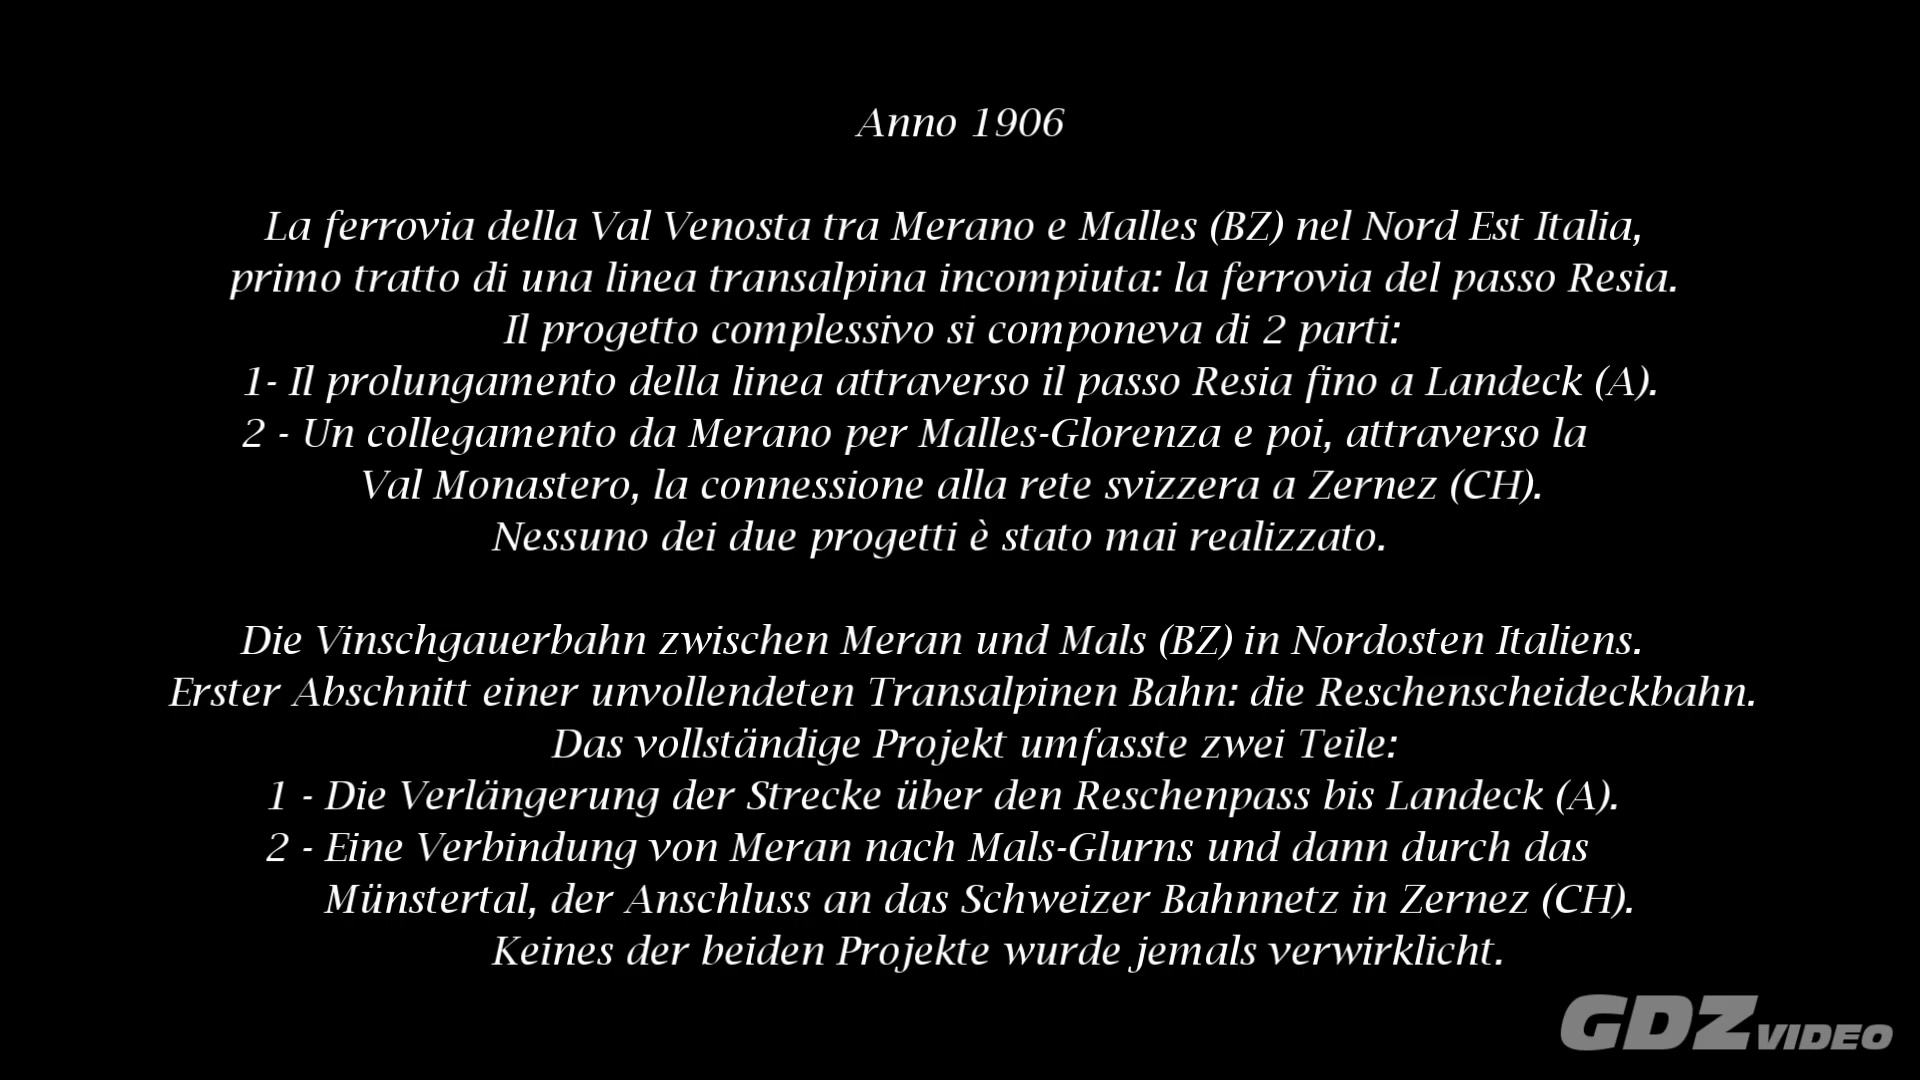 Anno 1906
La ferrovia della Val Venosta tra Merano e Malles (BZ) nel Nord Est Italia,
primo tratto di una linea transalpina incompiuta: la ferrovia del passo Resia.
Il progetto complessivo si componeva di 2 parti:
1- Il prolungamento della linea attraverso il passo Resia fino a Landeck (A).
2 - Un collegamento da Merano per Malles-Glorenza e poi, attraverso la
Val Monastero, la connessione alla rete svizzera a Zernez (CH).
Nessuno dei due progetti è stato mai realizzato.
Die Vinschgauerbahn zwischen Meran und Mals (BZ) in Nordosten Italiens.
Erster Abschnitt einer unvollendeten Transalpinen Bahn: die Reschenscheideckbahn.
Das vollständige Projekt umfasste zwei Teile:
1 - Die Verlängerung der Strecke über den Reschenpass bis Landeck (A).
2 - Eine Verbindung von Meran nach Mals-Glurns und dann durch das
Münstertal, der Anschluss an das Schweizer Bahnnetz in Zernez (CH).
Keines der beiden Projekte wurde jemals verwirklicht.
GDZ VIDEO